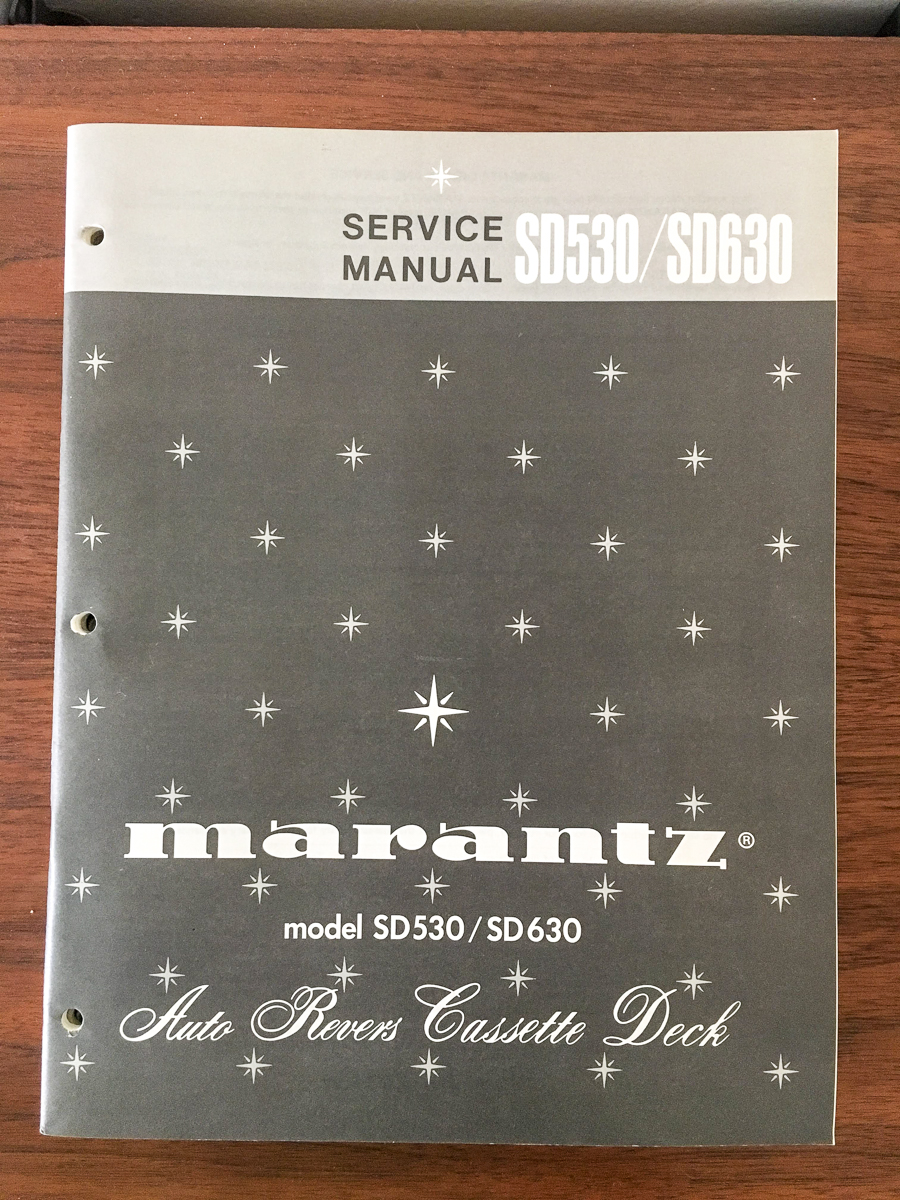 SERVICE SD530/SD630
MANUAL
marantz®
model SD530/SD630
Auto Revers Cassette Deck